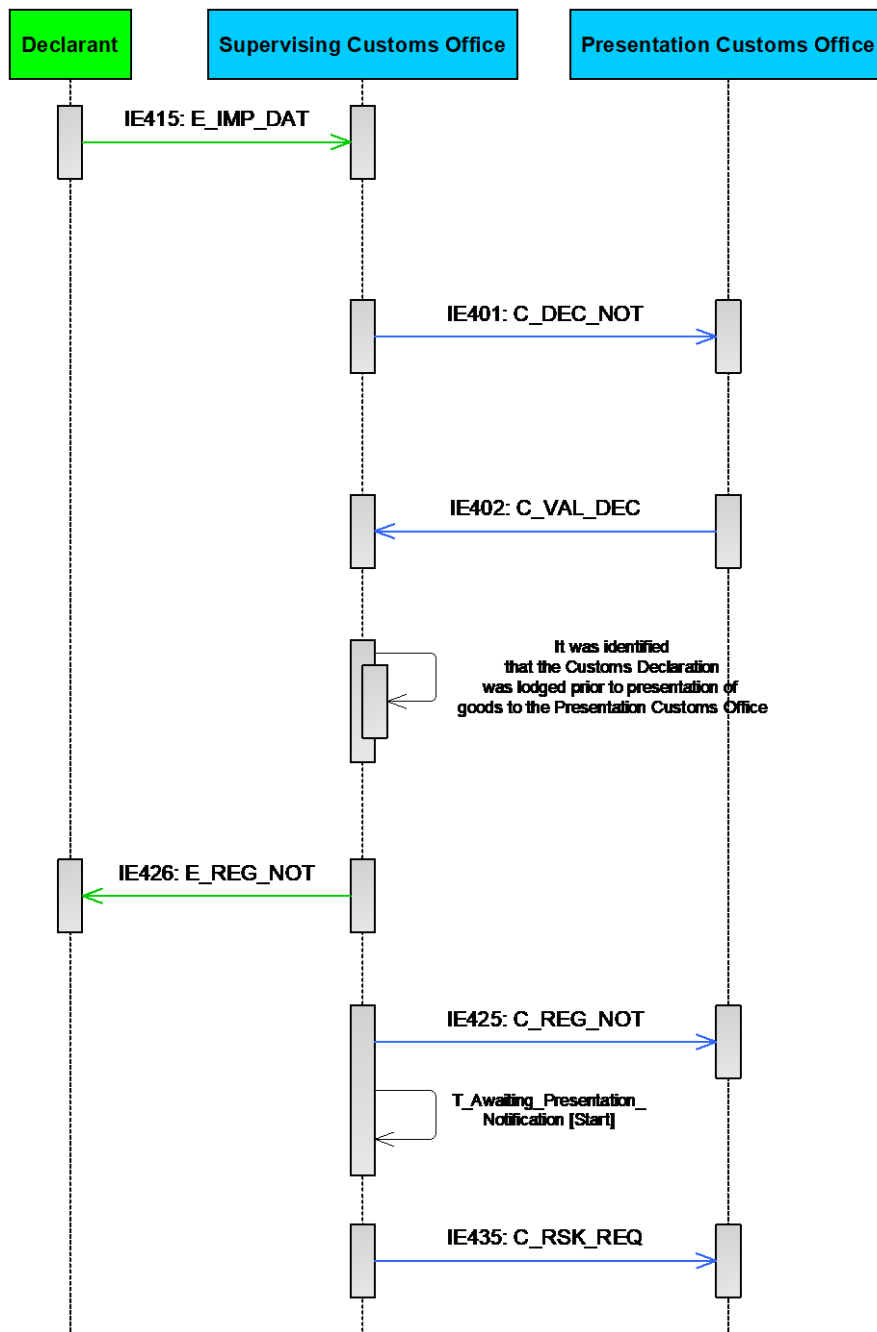 Declarant
Supervising Customs Office
Presentation Customs Office
IE415: E_IMP_DAT
IE401: C_DEC_NOT
IE402: C_VAL_DEC
It was identified
that the Customs Declaration
was lodged prior to presentation of
goods to the Presentation Customs Office
IE426: E_REG_NOT
IE425: C_REG_NOT
T_Awaiting_Presentation_
Notification [Start]
IE435: C_RSK_REQ